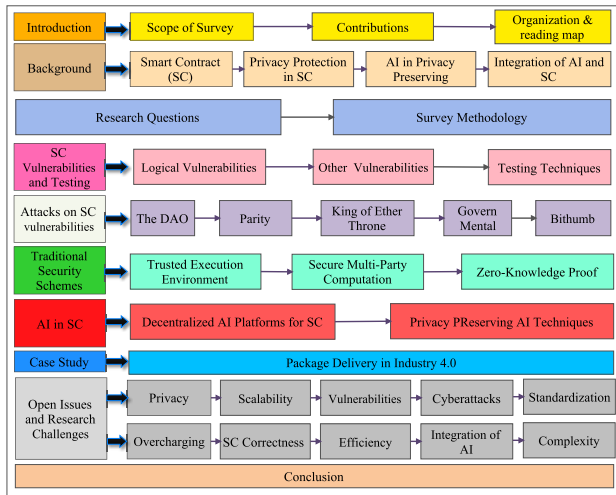 Introduction
Scope of Survey
Contributions
Organization &
reading map
Background
Smart Contract
(SC)
Privacy Protection
in SC
AI in Privacy
Preserving
Integration of AI and
SC
Research Questions
Survey Methodology
SC
Vulnerabilities
and Testing
Logical Vulnerabilities
Other Vulnerabilities
Testing Techniques
Attacks on SC
vulnerabilities
The DAO
Parity
King of Ether
Throne
Govern
Mental
Bithumb
Traditional
Security
Schemes
Trusted Execution
Environment
Secure Multi-Party
Computation
Zero-Knowledge Proof
AI in SC
Decentralized AI Platforms for SC
Privacy PReserving AI Techniques
Case Study
Package Delivery in Industry 4.0
Open Issues
and Research
Challenges
Privacy
Scalability
Vulnerabilities
Cyberattacks
Standardization
Overcharging
SC Correctness
Efficiency
Integration of
AI
Complexity
Conclusion